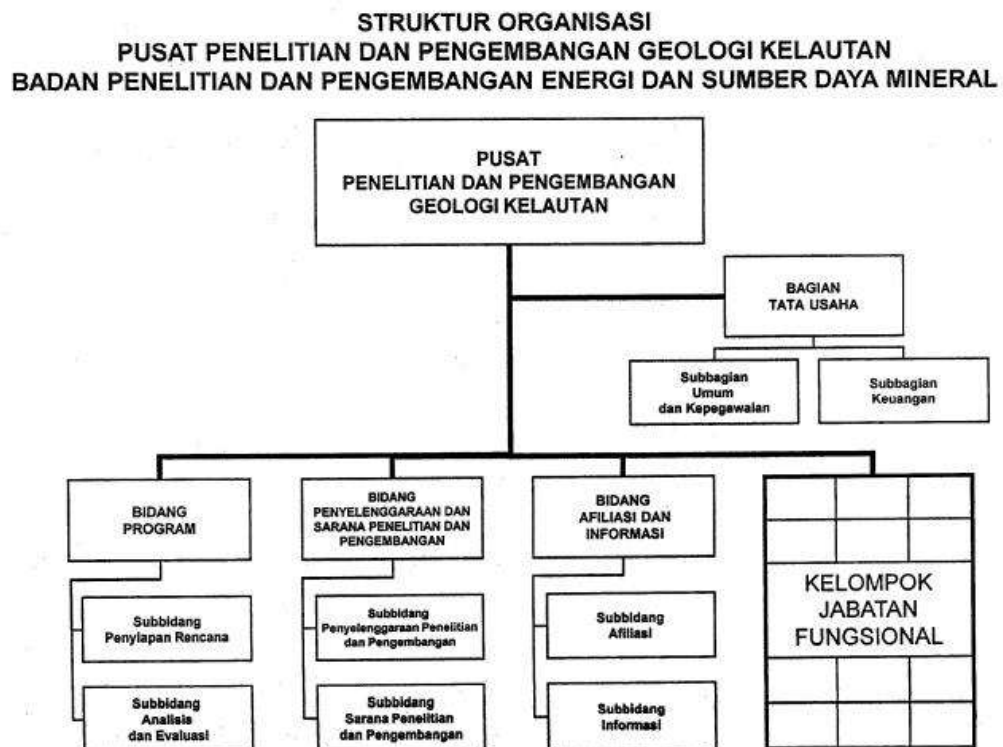 STRUKTUR ORGANISASI
PUSAT PENELITIAN DAN PENGEMBANGAN GEOLOGI KELAUTAN
BADAN PENELITIAN DAN PENGEMBANGAN ENERGI DAN SUMBER DAYA MINERAL
PUSAT
PENELITIAN DAN PENGEMBANGAN
GEOLOGI KELAUTAN
BAGIAN
TATA USAHA
Subbagian
Umum
dan Kepegawaian
Subbagian
Keuangan
BIDANG
PROGRAM
BIDANG
PENYELENGGARAAN DAN
SARANA PENELITIAN DAN
PENGEMBANGAN
BIDANG
AFILIASI DAN
INFORMASI
KELOMPOK
JABATAN
FUNGSIONAL
Subbidang
Penyiapan Rencana
Subbidang
Penyelenggaraan Penelitian
dan Pengembangan
Subbidang
Afiliasi
Subbidang
Analisis
dan Evaluasi
Subbidang
Sarana Penelitian
dan Pengembangan
Subbidang
Informasi